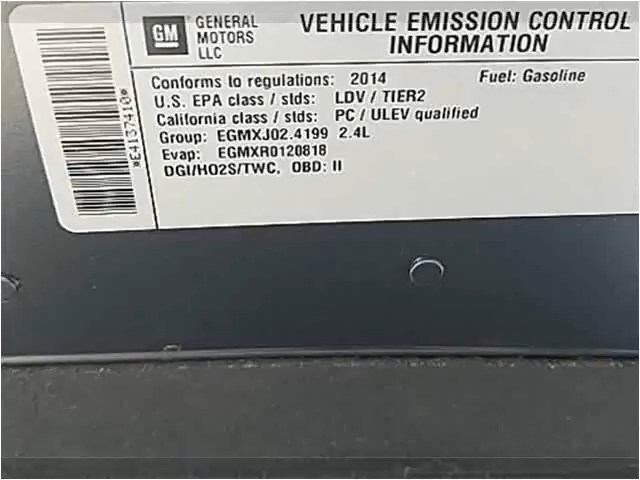 GM
GENERAL
MOTORS
LLC
VEHICLE EMISSION CONTROL
INFORMATION
Conforms to regulations: 2014 Fuel: Gasoline
U.S. EPA class / stds: LDV / TIER2
California class / stds: PC / ULEV qualified
Group: EGMXJ02.4199 2.4L
Evap: EGMXR0120818
DGI/HO2S/TWC, OBD: II
*E4137410*